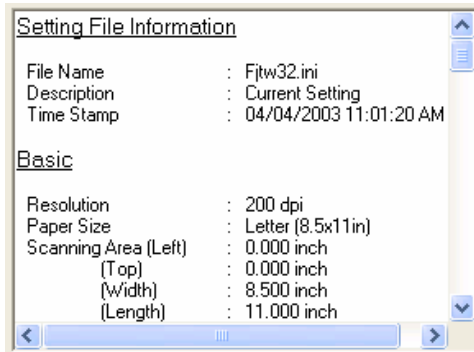 Setting File Information
File Name : Fjtw32.ini
Description : Current Setting
Time Stamp : 04/04/2003 11:01:20 AM
Basic
Resolution : 200 dpi
Paper Size : Letter (8.5x11in)
Scanning Area (Left) : 0.000 inch
(Top) : 0.000 inch
(Width) : 8.500 inch
(Length) : 11.000 inch